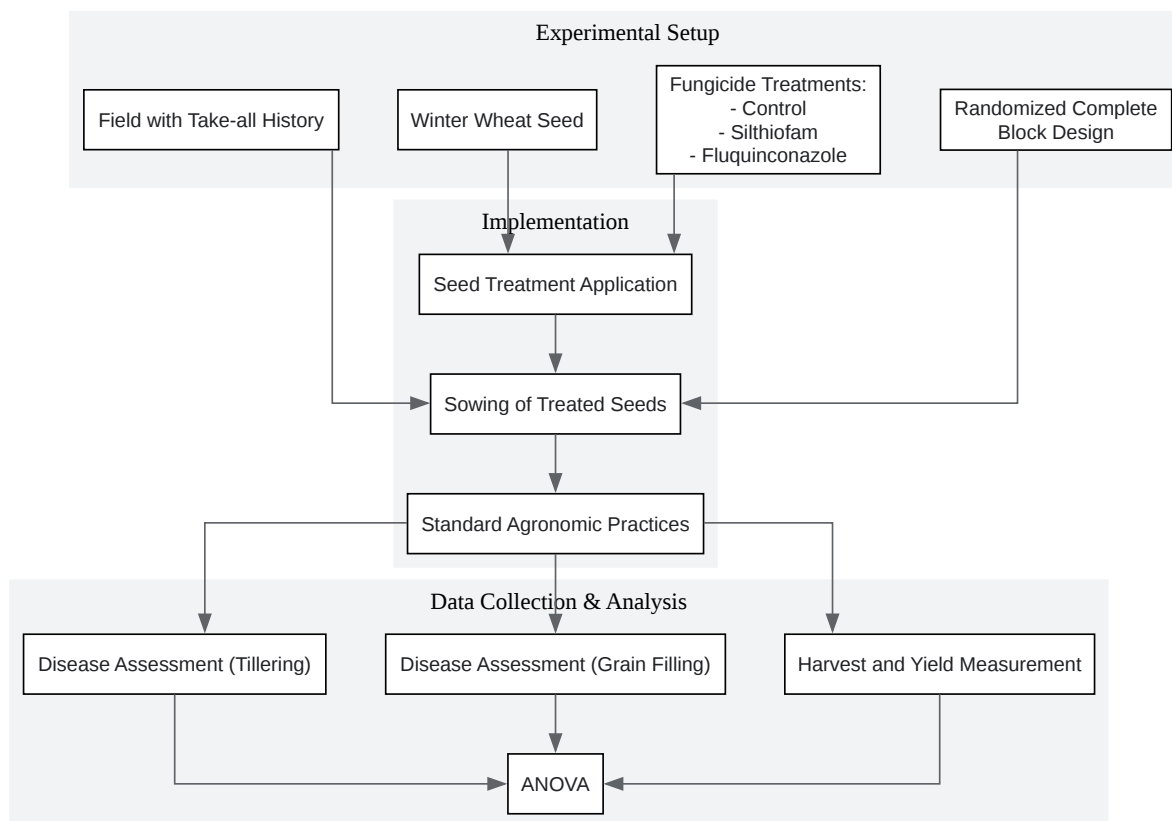 Experimental Setup
Field with Take-all History
Winter Wheat Seed
Fungicide Treatments:
- Control
- Silthiofam
- Fluquinconazole
Randomized Complete
Block Design
Implementation
Seed Treatment Application
Sowing of Treated Seeds
Standard Agronomic Practices
Data Collection & Analysis
Disease Assessment (Tillering)
Disease Assessment (Grain Filling)
Harvest and Yield Measurement
ANOVA